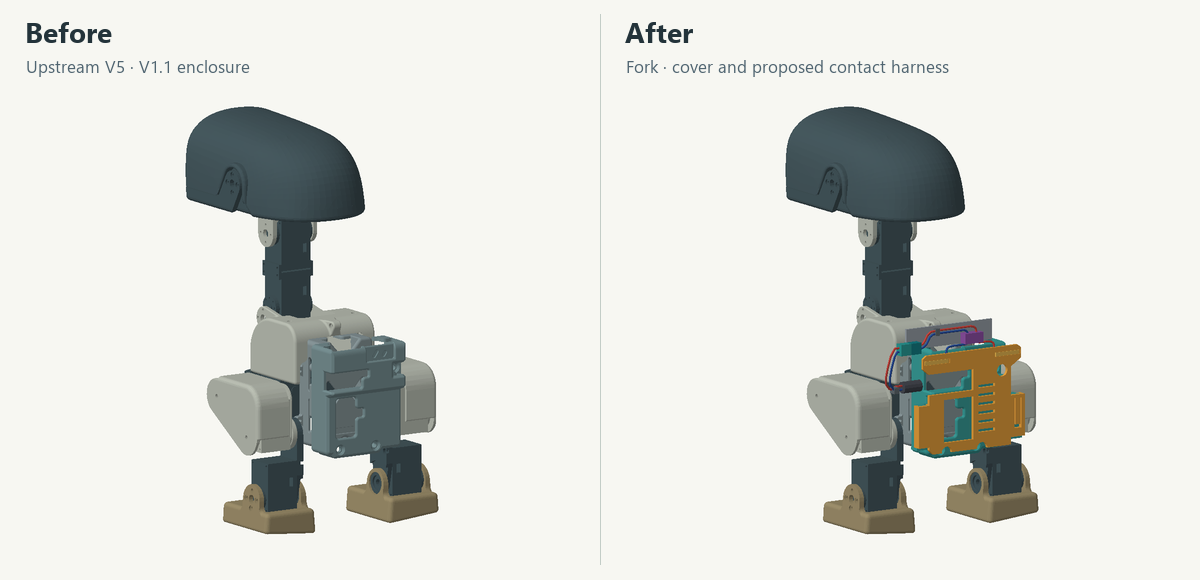 Before
Upstream V5 · V1.1 enclosure
After
Fork · cover and proposed contact harness